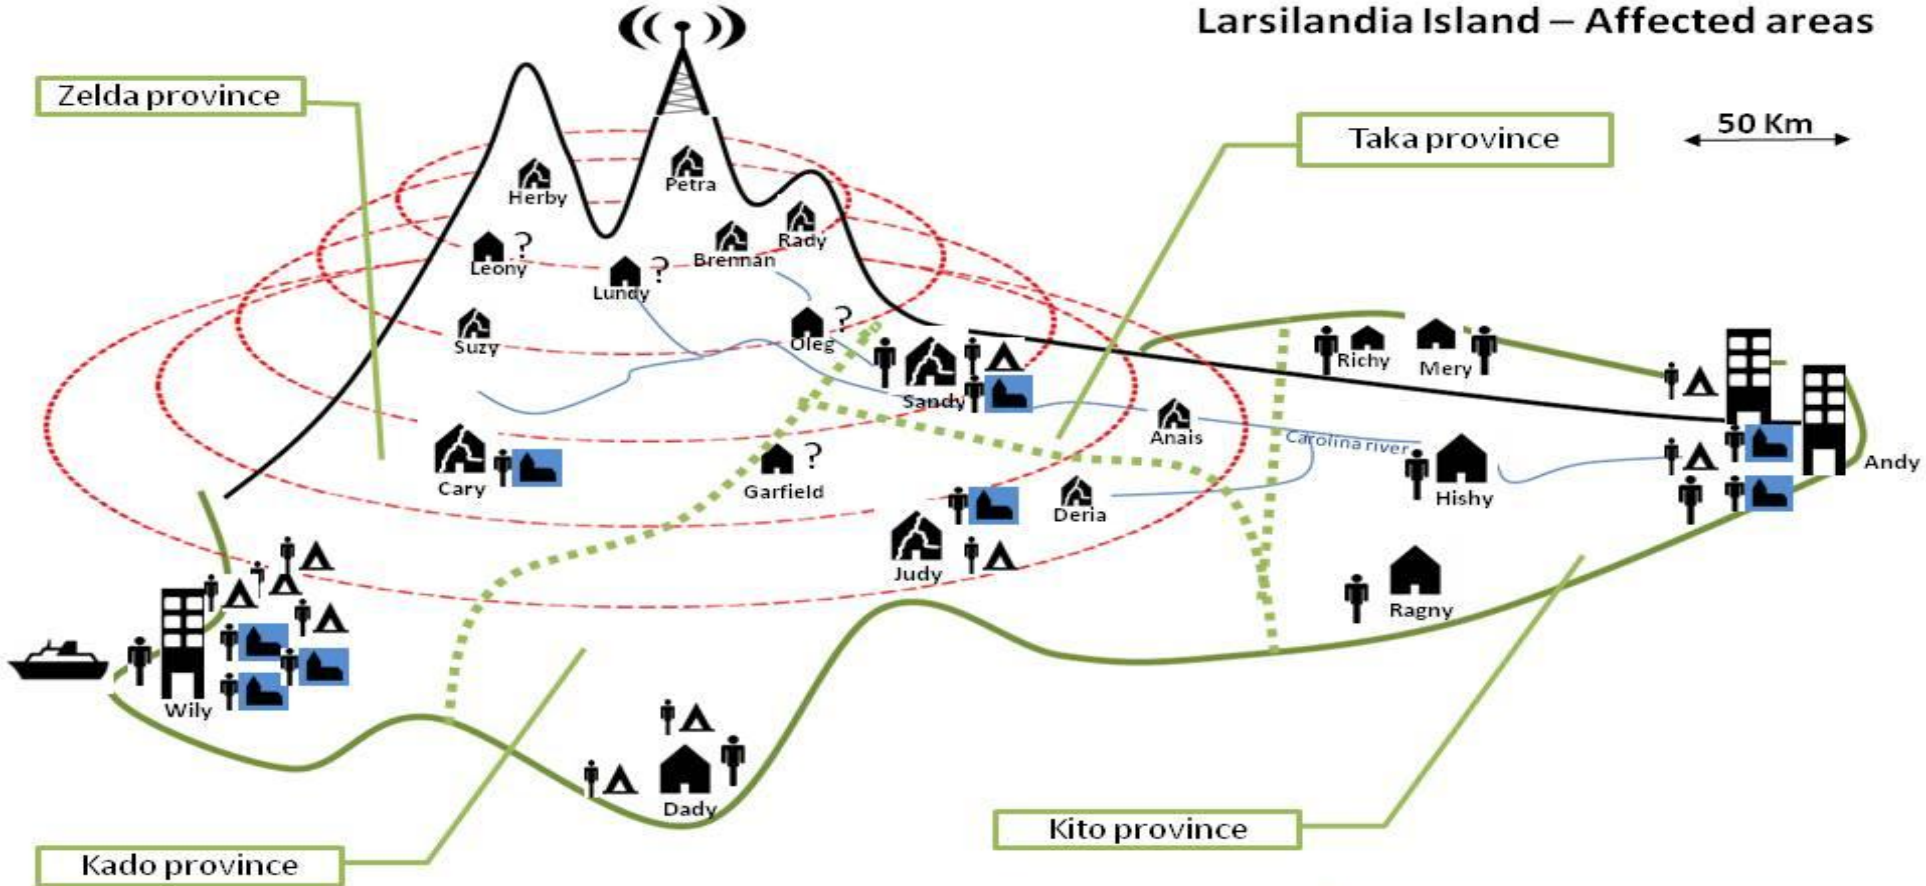 Larsilandia Island – Affected areas
Zelda province
Taka province
50 Km
Herby
Petra
Rady
Brennan
Leony ?
Lundy ?
Oleg ?
Suzy
Sandy
Richy
Mery
Anais
Carolina river
Cary
Garfield ?
Hishy
Andy
Deria
Judy
Ragny
Wily
Dady
Kito province
Kado province